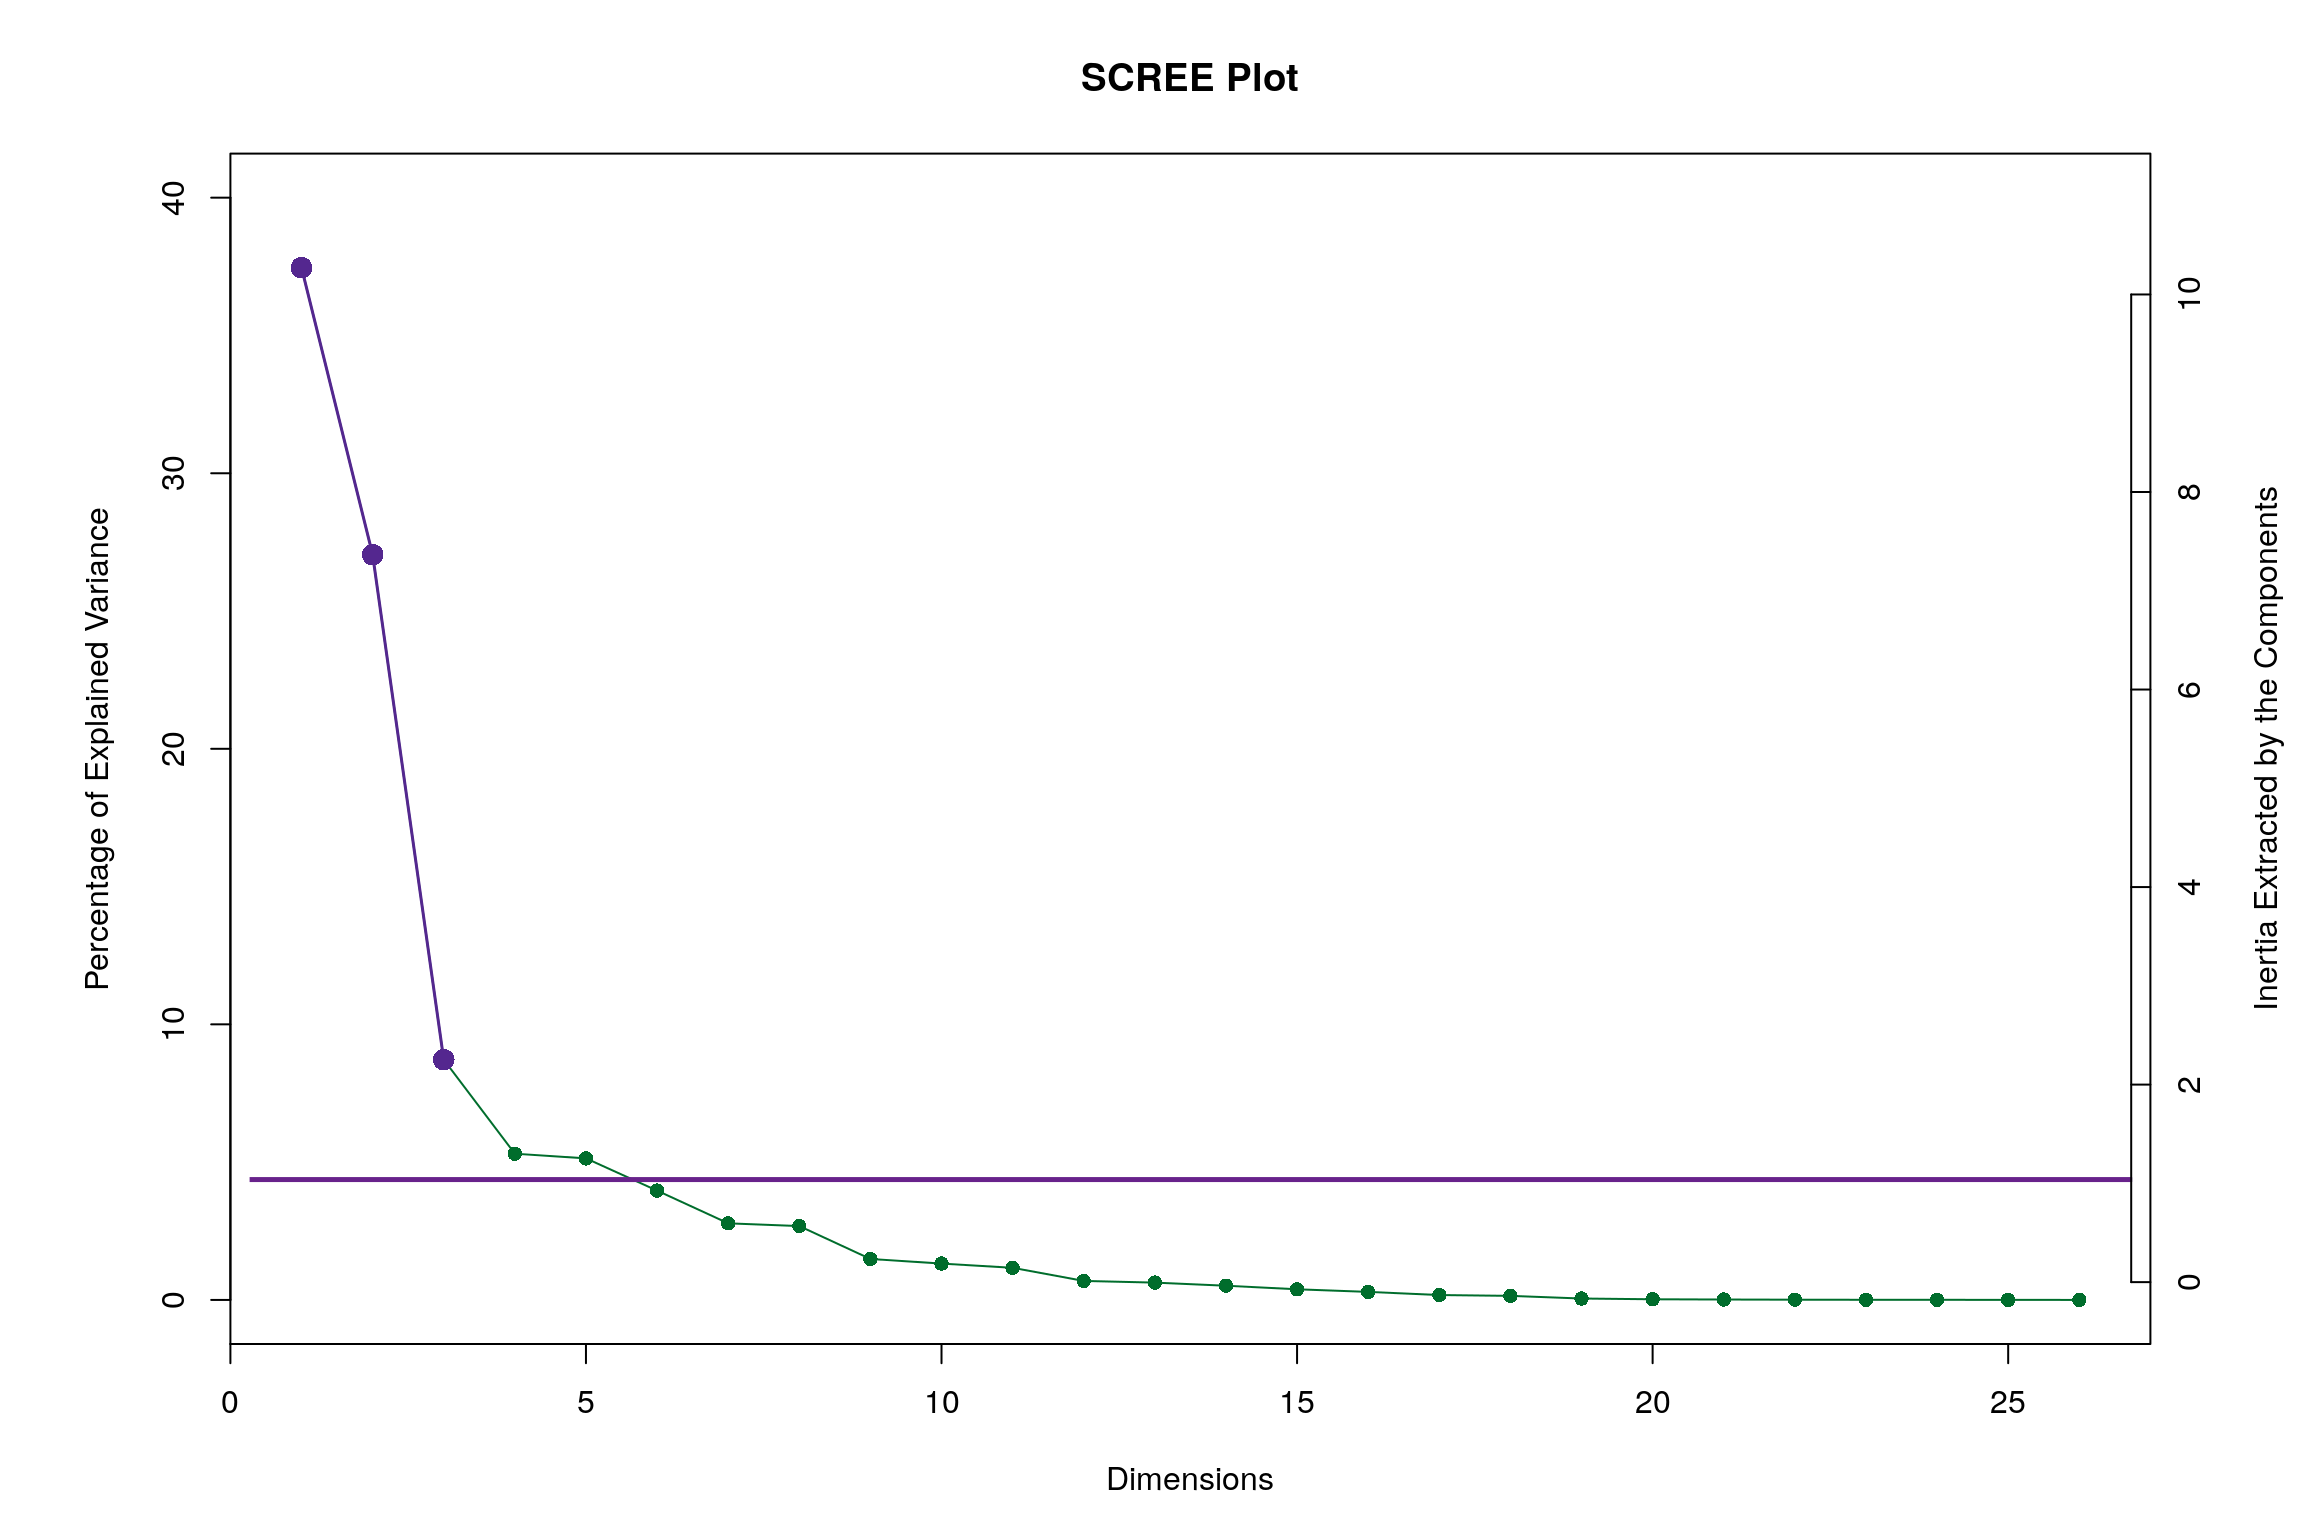 SCREE Plot
Percentage of Explained Variance
40
30
20
10
0
10
8
6
4
2
0
Inertia Extracted by the Components
0 5 10 15 20 25
Dimensions